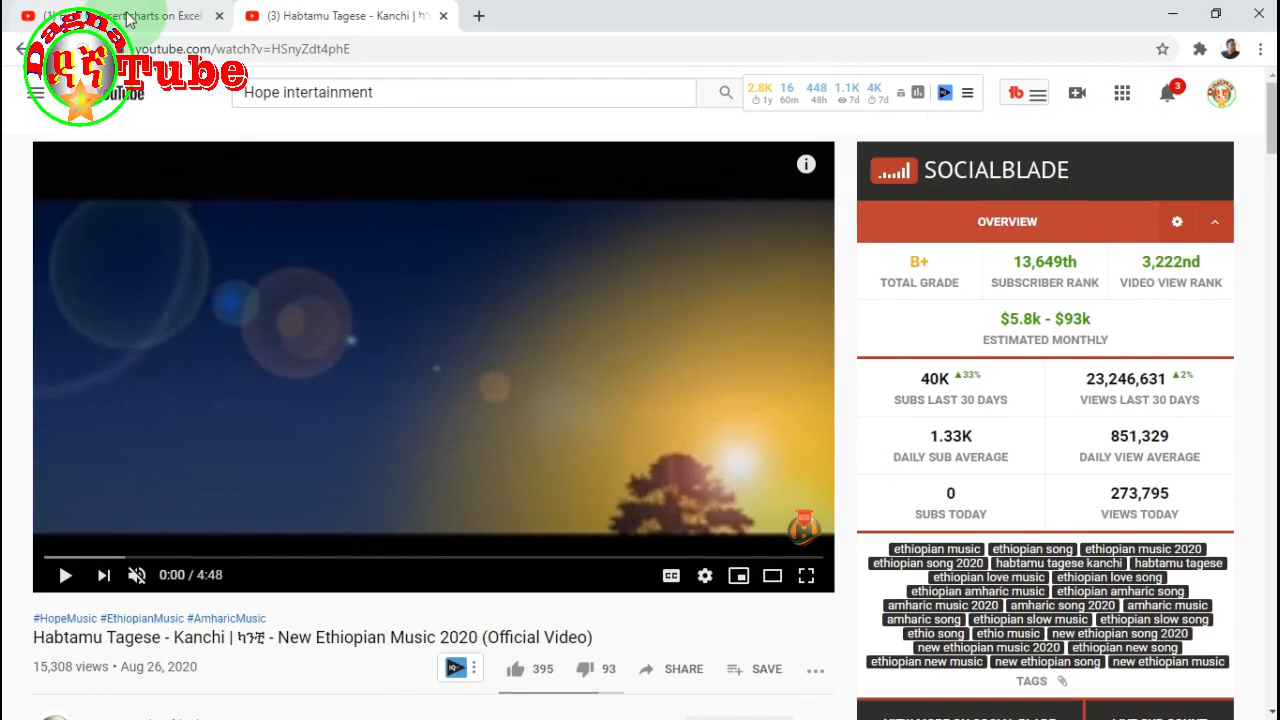 charts on Excel
(3) Habtamu Tagese - Kanchi | ካ
Dagna
ዳኛ
Tube
youtube.com/watch?v=HSnyZdt4phE
Hope intertainment
2.8K 16 448 1.1K 4K
1y 60m 48h 7d 7d
3
SOCIALBLADE
OVERVIEW
B+ 13,649th 3,222nd
TOTAL GRADE SUBSCRIBER RANK VIDEO VIEW RANK
$5.8k - $93k
ESTIMATED MONTHLY
40K ▲33% 23,246,631 ▲2%
SUBS LAST 30 DAYS VIEWS LAST 30 DAYS
1.33K 851,329
DAILY SUB AVERAGE DAILY VIEW AVERAGE
0 273,795
SUBS TODAY VIEWS TODAY
ethiopian music ethiopian song ethiopian music 2020
ethiopian song 2020 habtamu tagese kanchi habtamu tagese
ethiopian love music ethiopian love song
ethiopian amharic music ethiopian amharic song
amharic music 2020 amharic song 2020 amharic music
amharic song ethiopian slow music ethiopian slow song
ethio song ethio music new ethiopian song 2020
new ethiopian music 2020 ethiopian new song
ethiopian new music new ethiopian song new ethiopian music
TAGS
0:00 / 4:48
CC
#HopeMusic #EthiopianMusic #AmharicMusic
Habtamu Tagese - Kanchi | ካንቺ - New Ethiopian Music 2020 (Official Video)
15,308 views • Aug 26, 2020
395 93 SHARE SAVE